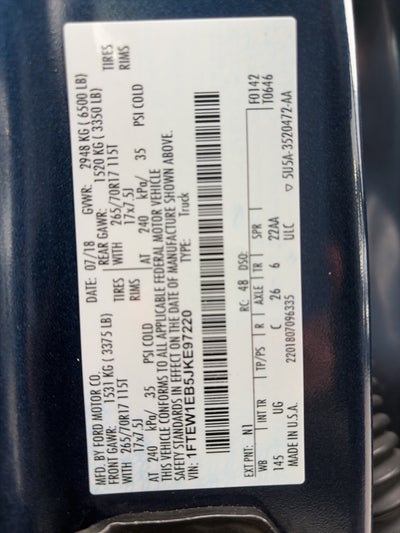 MFD. BY FORD MOTOR CO.
DATE: 07/18 GVWR: 2948 KG ( 6500 LB)
FRONT GAWR: 1531 KG ( 3375 LB) REAR GAWR: 1520 KG ( 3350 LB)
WITH 265/70R17 115T TIRES WITH 265/70R17 115T TIRES
17x7.5J RIMS 17x7.5J RIMS
AT 240 kPa/ 35 PSI COLD AT 240 kPa/ 35 PSI COLD
THIS VEHICLE CONFORMS TO ALL APPLICABLE FEDERAL MOTOR VEHICLE
SAFETY STANDARDS IN EFFECT ON THE DATE OF MANUFACTURE SHOWN ABOVE.
VIN: 1FTEW1EB5JKE97220 TYPE: Truck
F0142
T0646
EXT PNT: N1 RC: 48 DSO:
WB INT TR TP/PS R AXLE TR SPR
145 UG C 26 6 22AA
MADE IN U.S.A. 2201807096335 ULC ▽ 5U5A-3520472-AA